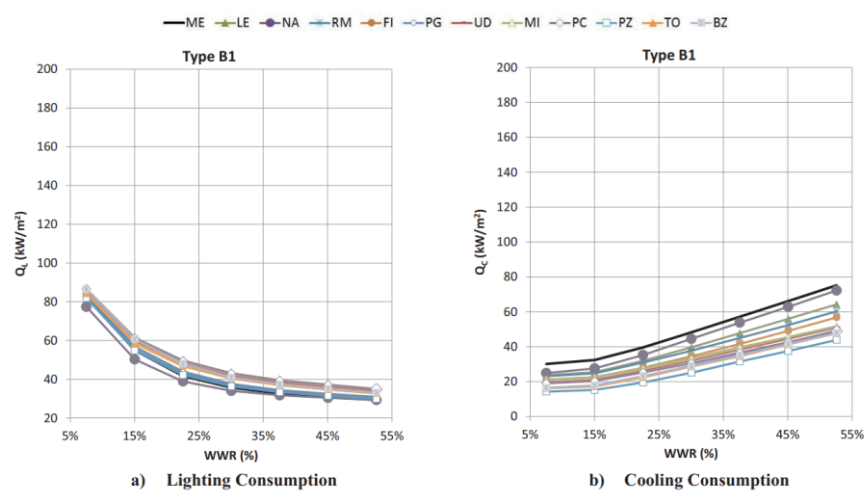 ME LE NA RM FI PG UD MI PC PZ TO BZ
Type B1
200
180
160
140
120
100
80
60
40
20
Q_L (kW/m²)
5% 15% 25% 35% 45% 55%
WWR (%)
a) Lighting Consumption
Type B1
200
180
160
140
120
100
80
60
40
20
0
Q_C (kW/m²)
5% 15% 25% 35% 45% 55%
WWR (%)
b) Cooling Consumption